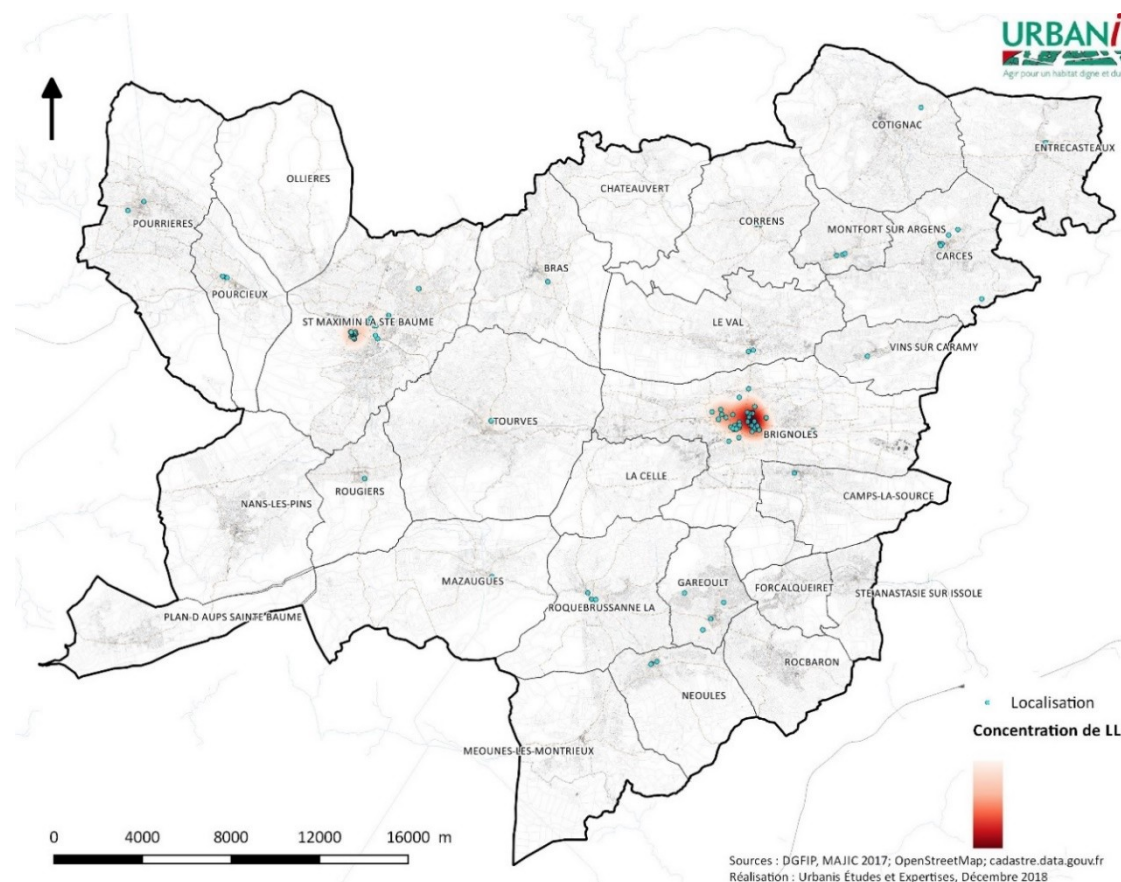 URBANi
Agir pour un habitat digne et du
COTIGNAC
ENTRECASTEAUX
OLLIERES
CHATEAUVERT
POURRIERES
CORRENS
MONTFORT SUR ARGENS
CARCES
BRAS
POURCIEUX
ST MAXIMIN LA STE BAUME
LE VAL
VINS SUR CARAMY
TOURVES
BRIGNOLES
LA CELLE
ROUGIERS
CAMPS-LA-SOURCE
NANS-LES-PINS
MAZAUGUES
GAREOULT
FORCALQUEIRET
STE ANASTASIE SUR ISSOLE
ROQUEBRUSSANNE LA
PLAN-D AUPS SAINTE BAUME
ROCBARON
NEOULES
MEOUNES-LES-MONTRIEUX
Localisation
Concentration de LL
0 4000 8000 12000 16000 m
Sources : DGFIP, MAJIC 2017; OpenStreetMap; cadastre.data.gouv.fr
Réalisation : Urbanis Études et Expertises, Décembre 2018